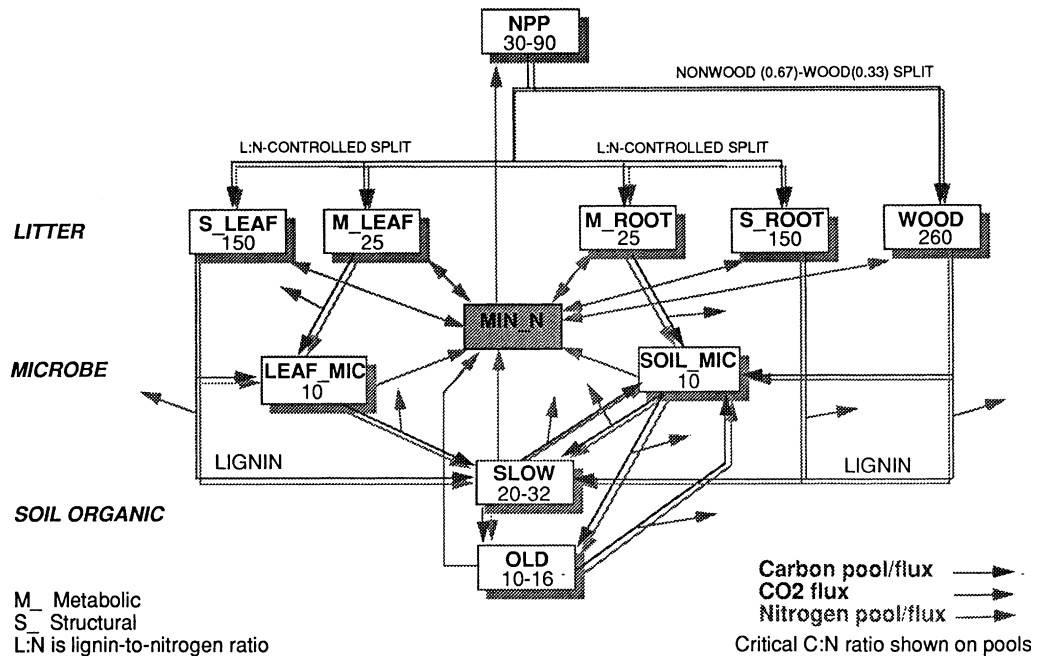 NPP
30-90
NONWOOD (0.67)-WOOD(0.33) SPLIT
L:N-CONTROLLED SPLIT
L:N-CONTROLLED SPLIT
LITTER
S_LEAF
150
M_LEAF
25
M_ROOT
25
S_ROOT
150
WOOD
260
MIN_N
MICROBE
LEAF_MIC
10
SOIL_MIC
10
LIGNIN
LIGNIN
SLOW
20-32
SOIL ORGANIC
OLD
10-16
M_ Metabolic
S_ Structural
L:N is lignin-to-nitrogen ratio
Carbon pool/flux
CO2 flux
Nitrogen pool/flux
Critical C:N ratio shown on pools